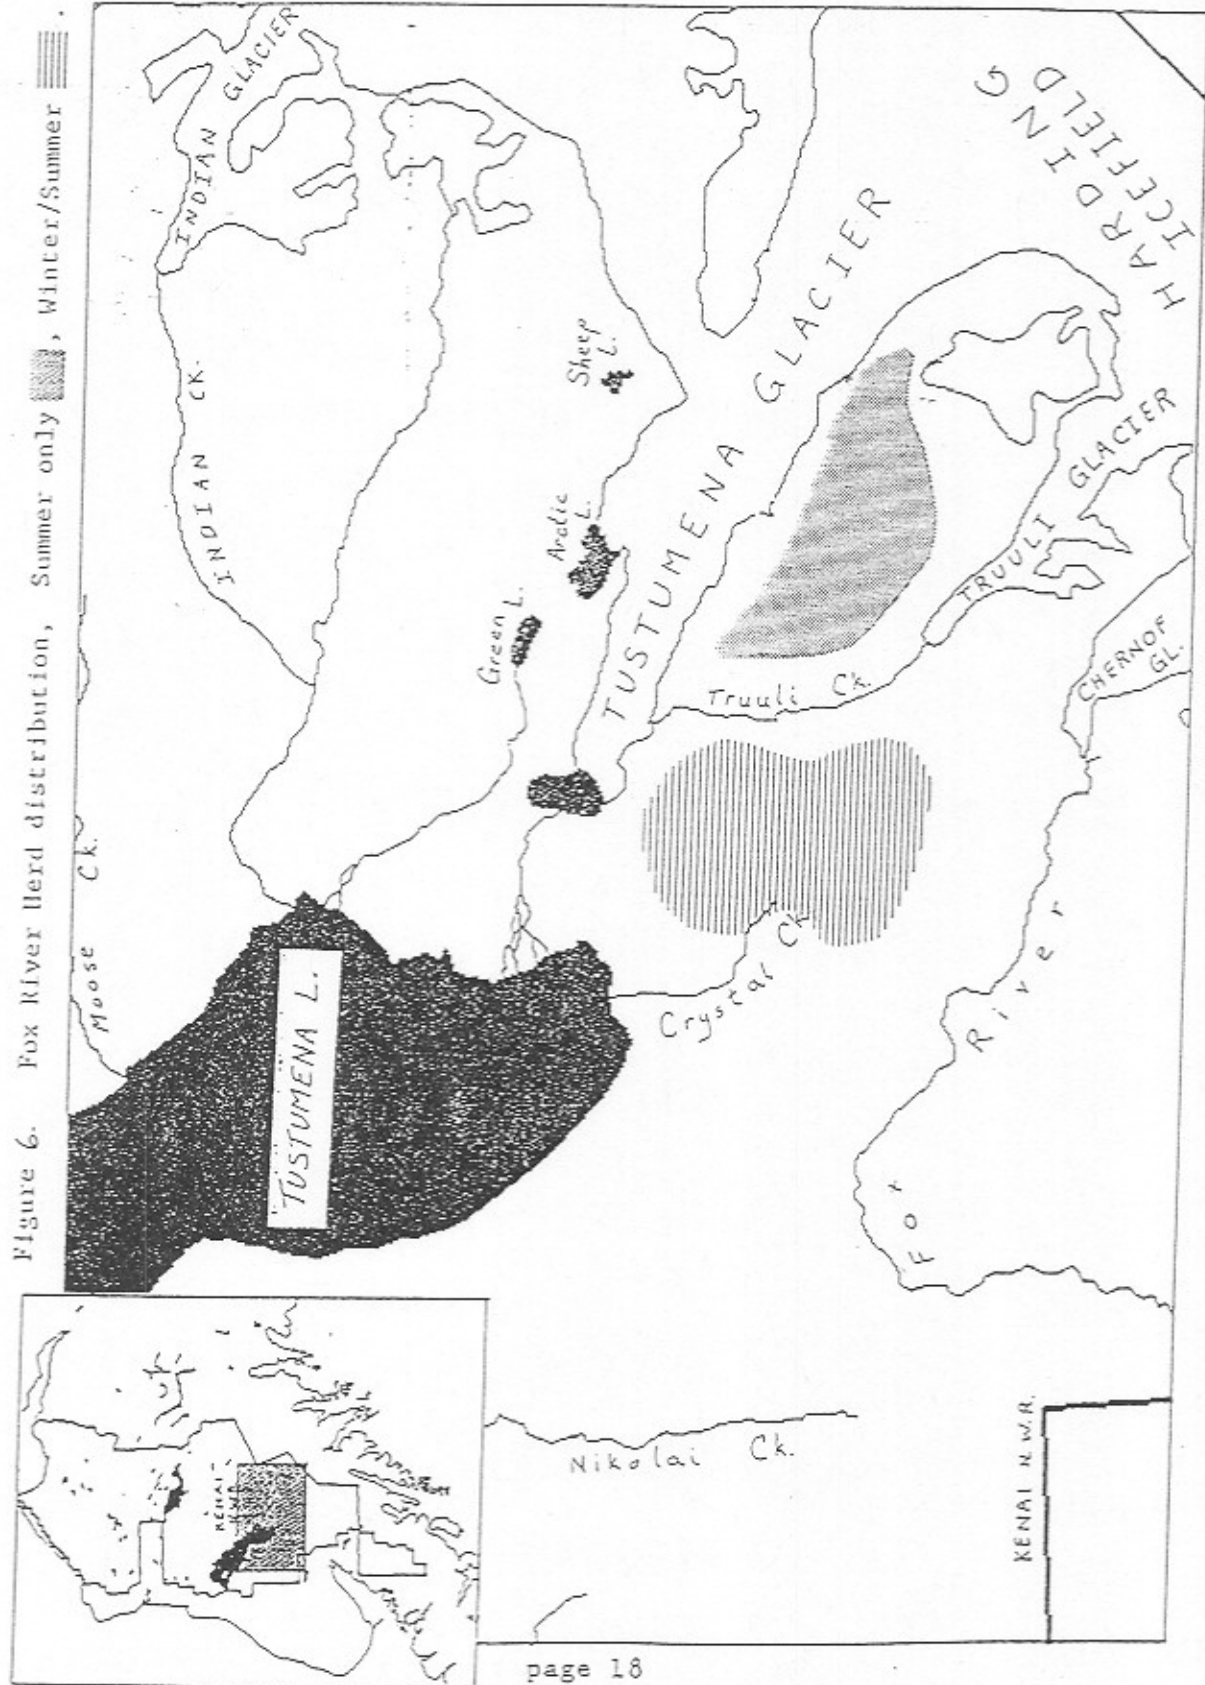 Figure 6. Fox River Herd distribution, Summer only , Winter/Summer .
INDIAN GLACIER
INDIAN CK.
Moose Ck.
TUSTUMENA L.
Green L.
Arctic
L.
Sheep
L.
TUSTUMENA GLACIER
HARDING
ICEFIELD
TRUULI GLACIER
Truuli Ck.
CHERNOF
GL.
Crystal Ck
Fox River
Nikolai Ck.
KENAI N.W.R.
KENAI
NWR
page 18